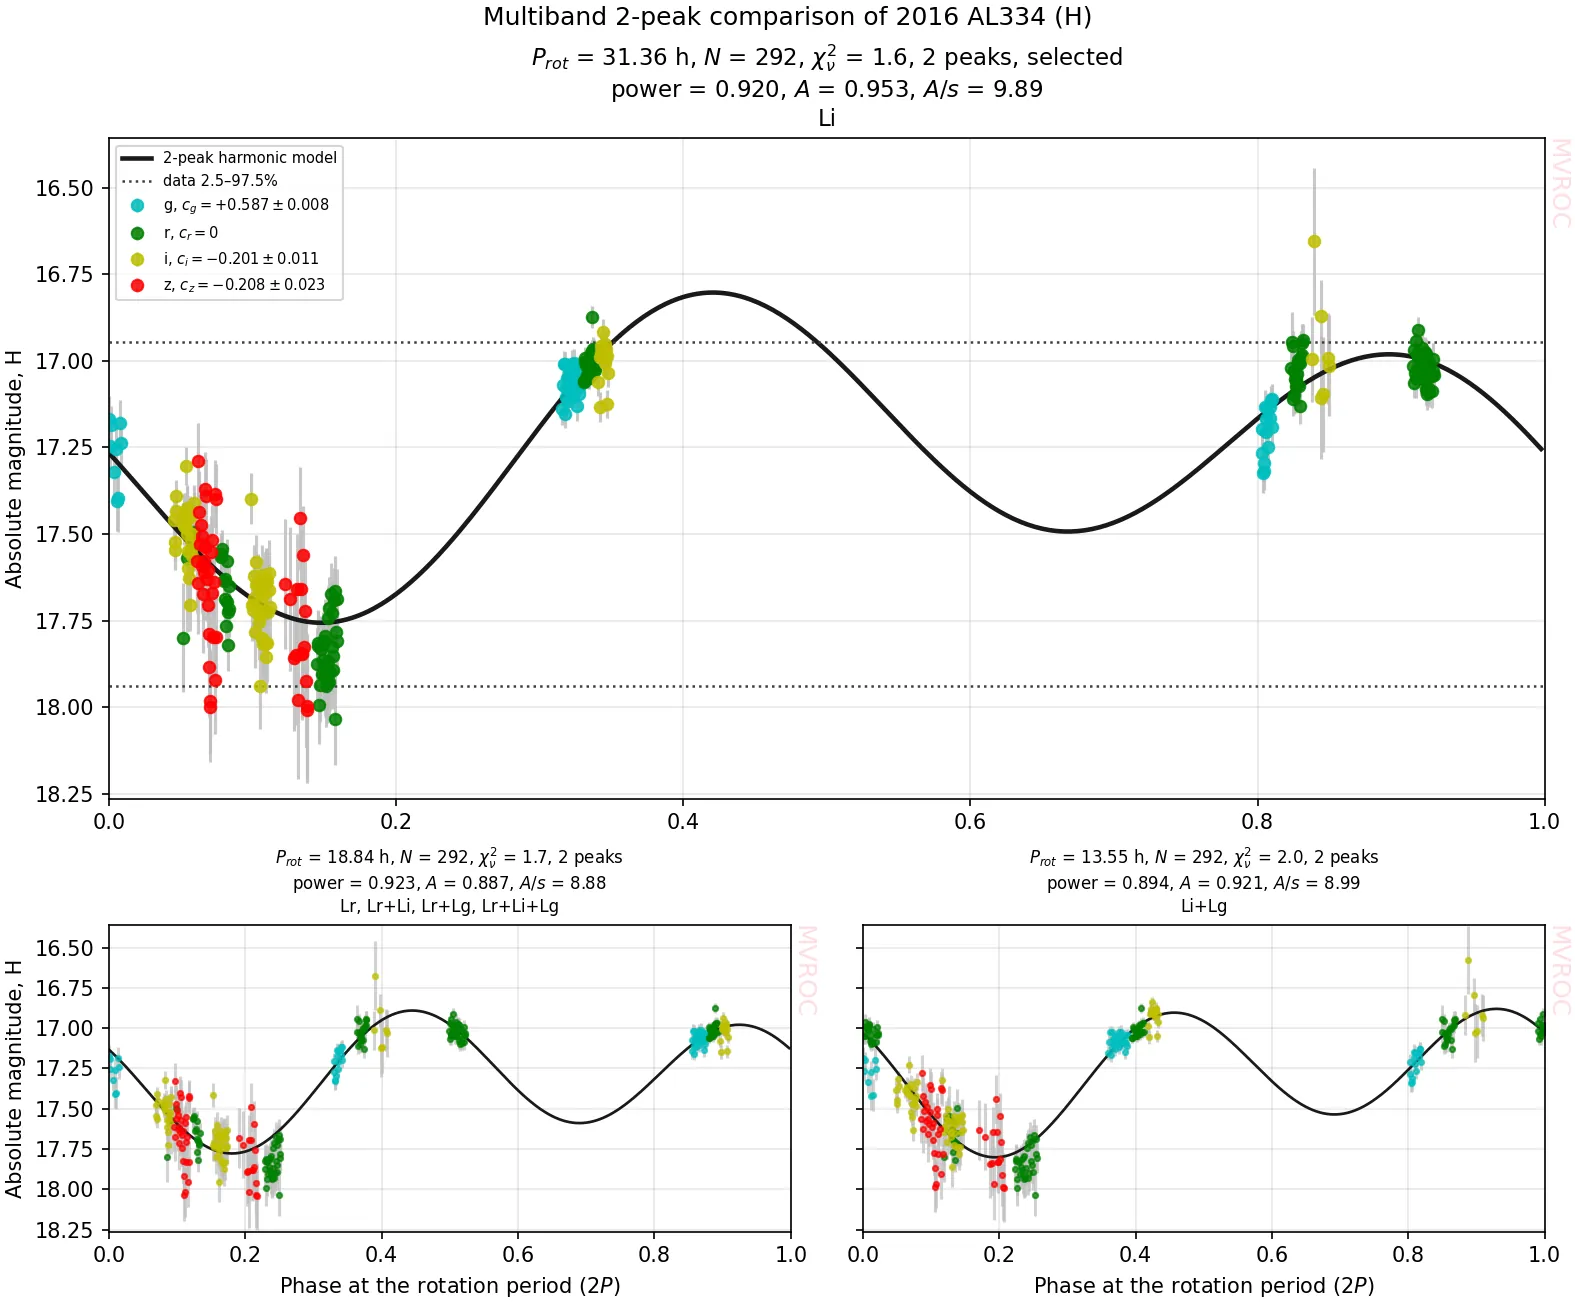 Multiband 2-peak comparison of 2016 AL334 (H)
P_rot = 31.36 h, N = 292, χ²_ν = 1.6, 2 peaks, selected
power = 0.920, A = 0.953, A/s = 9.89
Li
2-peak harmonic model
data 2.5–97.5%
g, c_g = +0.587 ± 0.008
r, c_r = 0
i, c_i = −0.201 ± 0.011
z, c_z = −0.208 ± 0.023
MVROC
Absolute magnitude, H
16.50
16.75
17.00
17.25
17.50
17.75
18.00
18.25
0.0 0.2 0.4 0.6 0.8 1.0
P_rot = 18.84 h, N = 292, χ²_ν = 1.7, 2 peaks
power = 0.923, A = 0.887, A/s = 8.88
Lr, Lr+Li, Lr+Lg, Lr+Li+Lg
MVROC
Absolute magnitude, H
16.50
16.75
17.00
17.25
17.50
17.75
18.00
18.25
0.0 0.2 0.4 0.6 0.8 1.0
Phase at the rotation period (2P)
P_rot = 13.55 h, N = 292, χ²_ν = 2.0, 2 peaks
power = 0.894, A = 0.921, A/s = 8.99
Li+Lg
MVROC
0.0 0.2 0.4 0.6 0.8 1.0
Phase at the rotation period (2P)